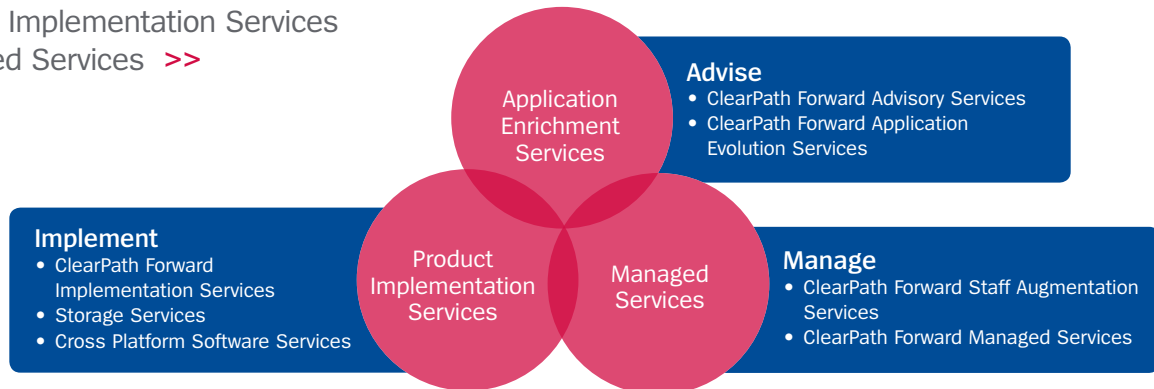 Implementation Services
ed Services >>
Application
Enrichment
Services
Advise
• ClearPath Forward Advisory Services
• ClearPath Forward Application
Evolution Services
Implement
• ClearPath Forward
Implementation Services
• Storage Services
• Cross Platform Software Services
Product
Implementation
Services
Managed
Services
Manage
• ClearPath Forward Staff Augmentation
Services
• ClearPath Forward Managed Services